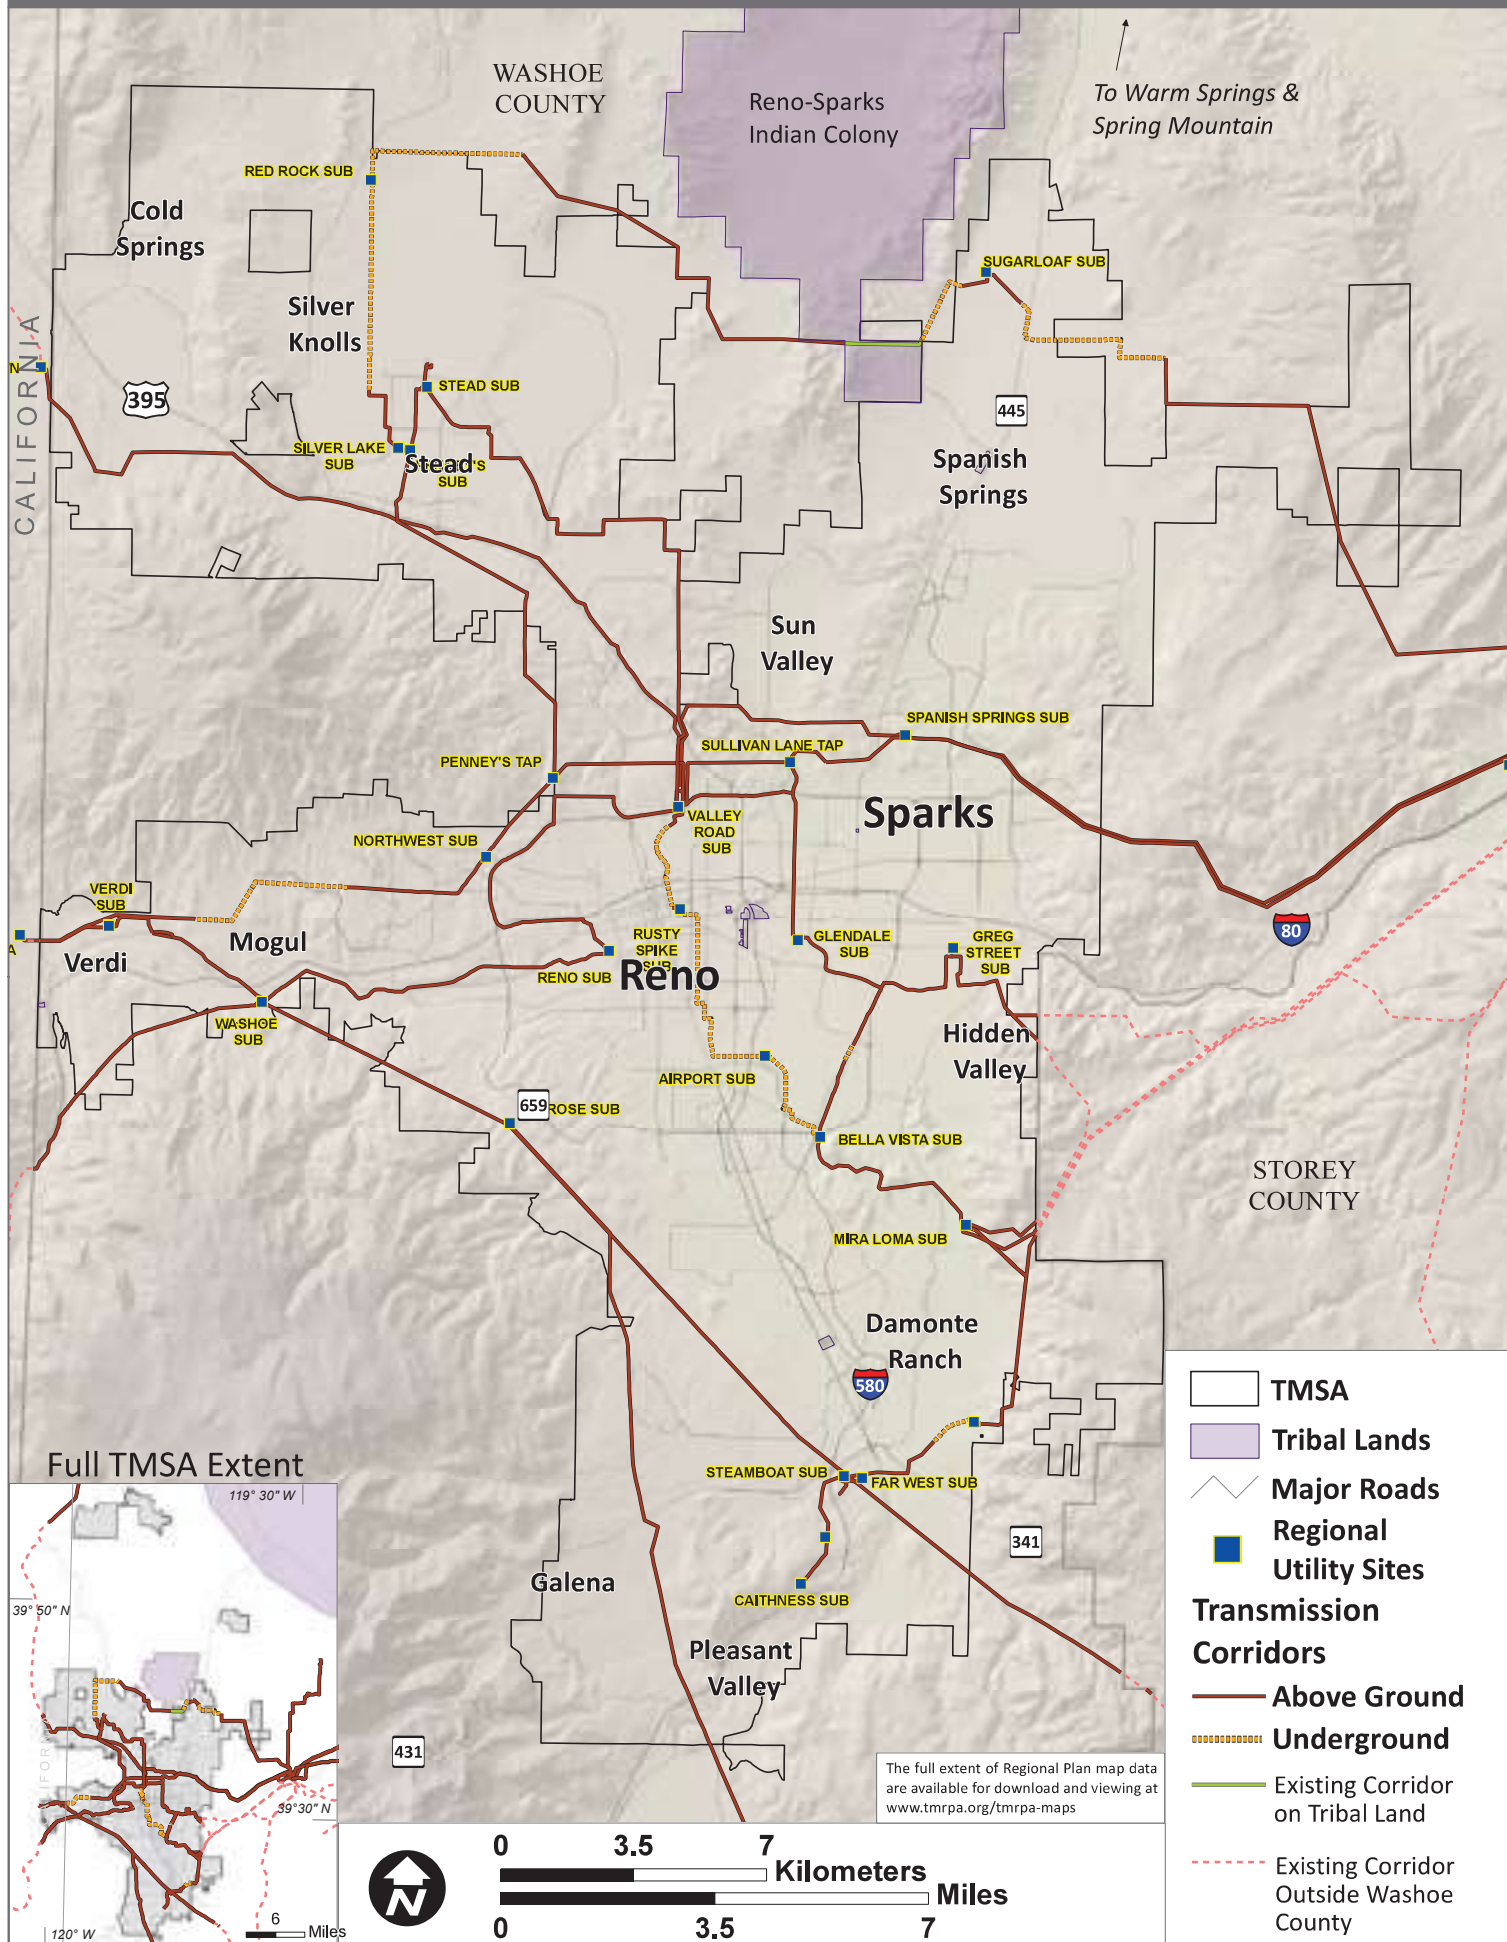 WASHOE
COUNTY
Reno-Sparks
Indian Colony
To Warm Springs &
Spring Mountain
RED ROCK SUB
Cold
Springs
SUGARLOAF SUB
Silver
Knolls
CALIFORNIA
N
395
STEAD SUB
445
SILVER LAKE
SUB
Stead
'S
SUB
Spanish
Springs
Sun
Valley
SPANISH SPRINGS SUB
SULLIVAN LANE TAP
PENNEY'S TAP
Sparks
VALLEY
ROAD
SUB
NORTHWEST SUB
VERDI
SUB
A
Verdi
Mogul
RUSTY
SPIKE
SUB
RENO SUB
Reno
GLENDALE
SUB
GREG
STREET
SUB
80
WASHOE
SUB
Hidden
Valley
AIRPORT SUB
659
ROSE SUB
BELLA VISTA SUB
STOREY
COUNTY
MIRA LOMA SUB
Damonte
Ranch
580
STEAMBOAT SUB
FAR WEST SUB
341
Galena
CAITHNESS SUB
Pleasant
Valley
431
Full TMSA Extent
119° 30" W
39° 50" N
39°30" N
120° W
6
Miles
TMSA
Tribal Lands
Major Roads
Regional
Utility Sites
Transmission
Corridors
Above Ground
Underground
Existing Corridor
on Tribal Land
Existing Corridor
Outside Washoe
County
The full extent of Regional Plan map data
are available for download and viewing at
www.tmrpa.org/tmrpa-maps
N
0 3.5 7
Kilometers
Miles
0 3.5 7